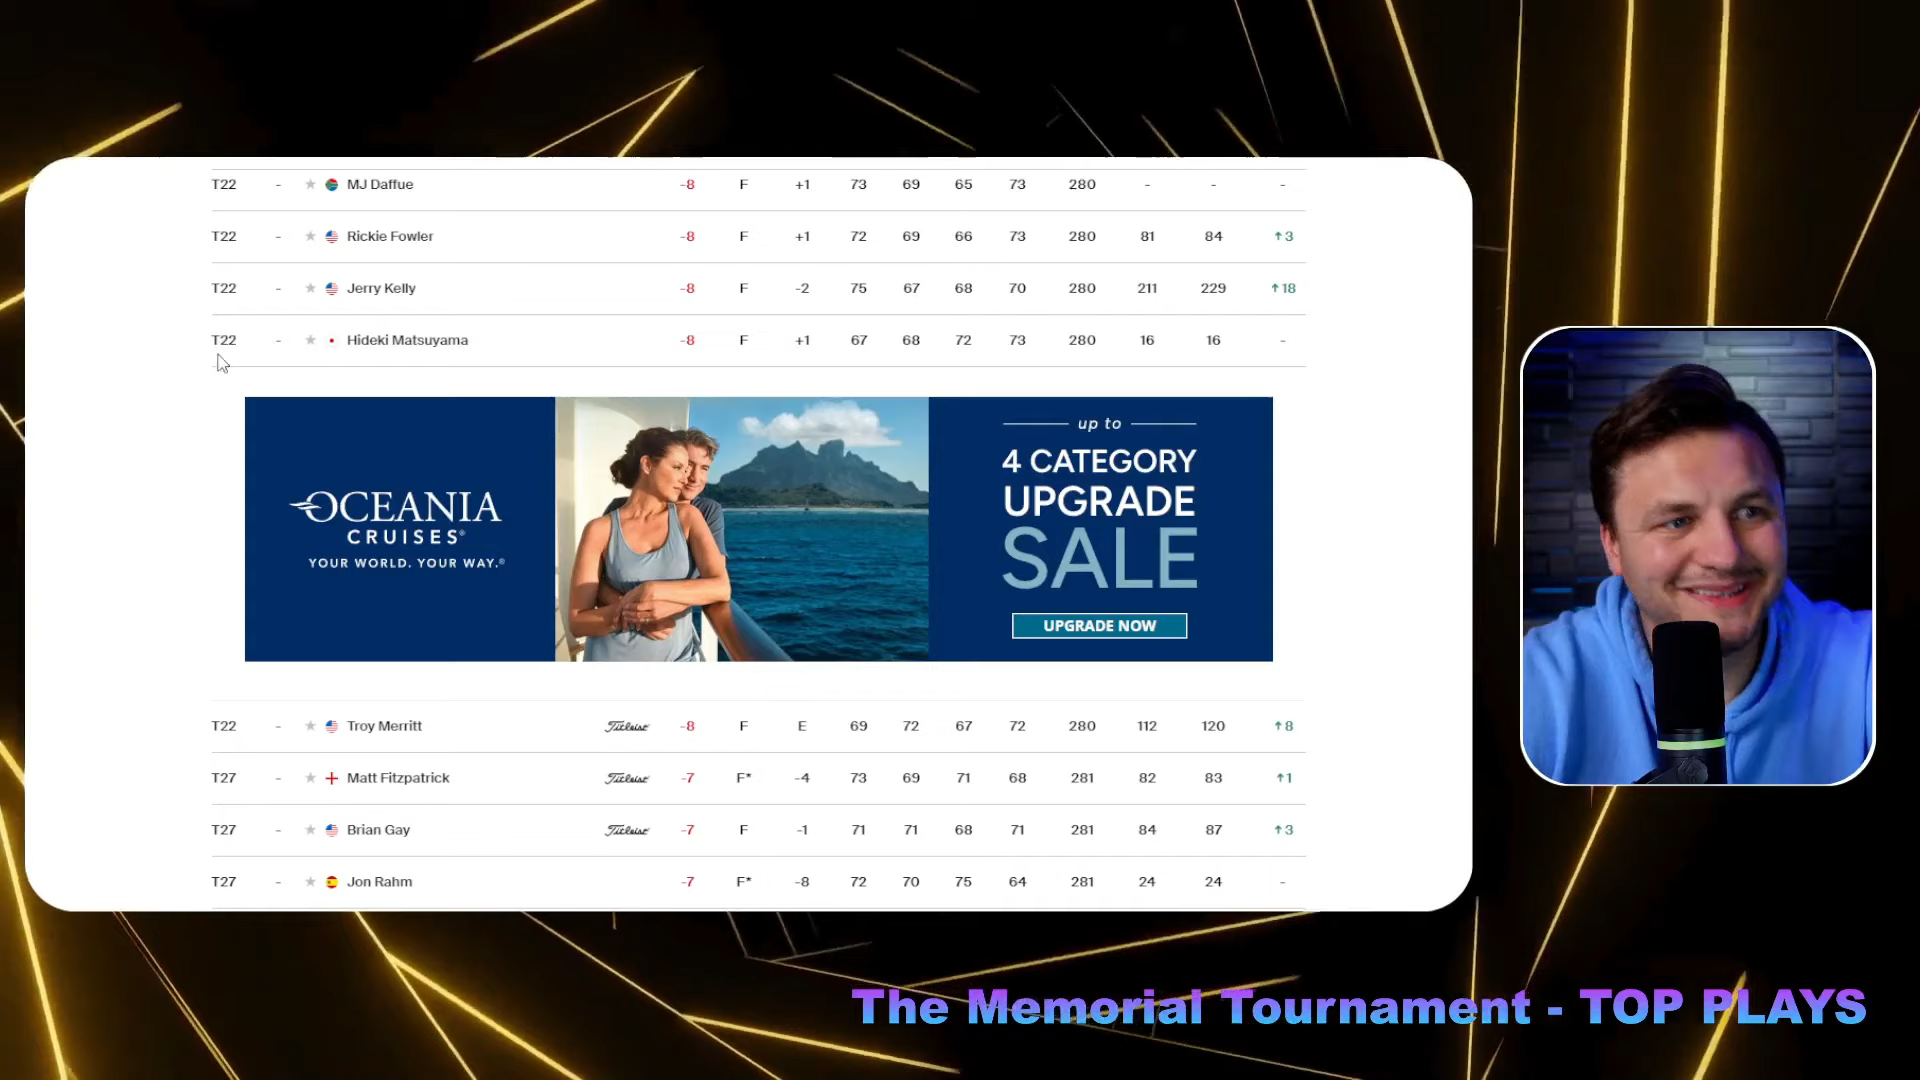 T22 - MJ Daffue -8 F +1 73 69 65 73 280 - - -
T22 - Rickie Fowler -8 F +1 72 69 66 73 280 81 84 ↑3
T22 - Jerry Kelly -8 F -2 75 67 68 70 280 211 229 ↑18
T22 - Hideki Matsuyama -8 F +1 67 68 72 73 280 16 16 -
OCEANIA
CRUISES®
YOUR WORLD. YOUR WAY.®
up to
4 CATEGORY
UPGRADE
SALE
UPGRADE NOW
T22 - Troy Merritt Titleist -8 F E 69 72 67 72 280 112 120 ↑8
T27 - Matt Fitzpatrick Titleist -7 F* -4 73 69 71 68 281 82 83 ↑1
T27 - Brian Gay Titleist -7 F -1 71 71 68 71 281 84 87 ↑3
T27 - Jon Rahm -7 F* -8 72 70 75 64 281 24 24 -
The Memorial Tournament - TOP PLAYS